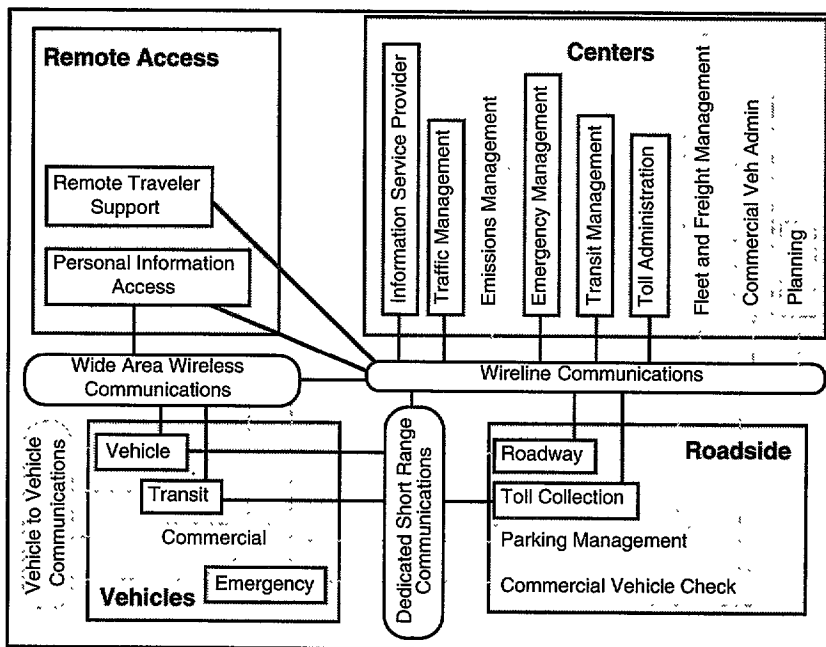 Remote Access
Remote Traveler
Support
Personal Information
Access
Centers
Information Service Provider
Traffic Management
Emissions Management
Emergency Management
Transit Management
Toll Administration
Fleet and Freight Management
Commercial Veh Admin
Planning
Wide Area Wireless
Communications
Wireline Communications
Vehicle to Vehicle
Communications
Vehicle
Transit
Commercial
Emergency
Vehicles
Dedicated Short Range
Communications
Roadside
Roadway
Toll Collection
Parking Management
Commercial Vehicle Check